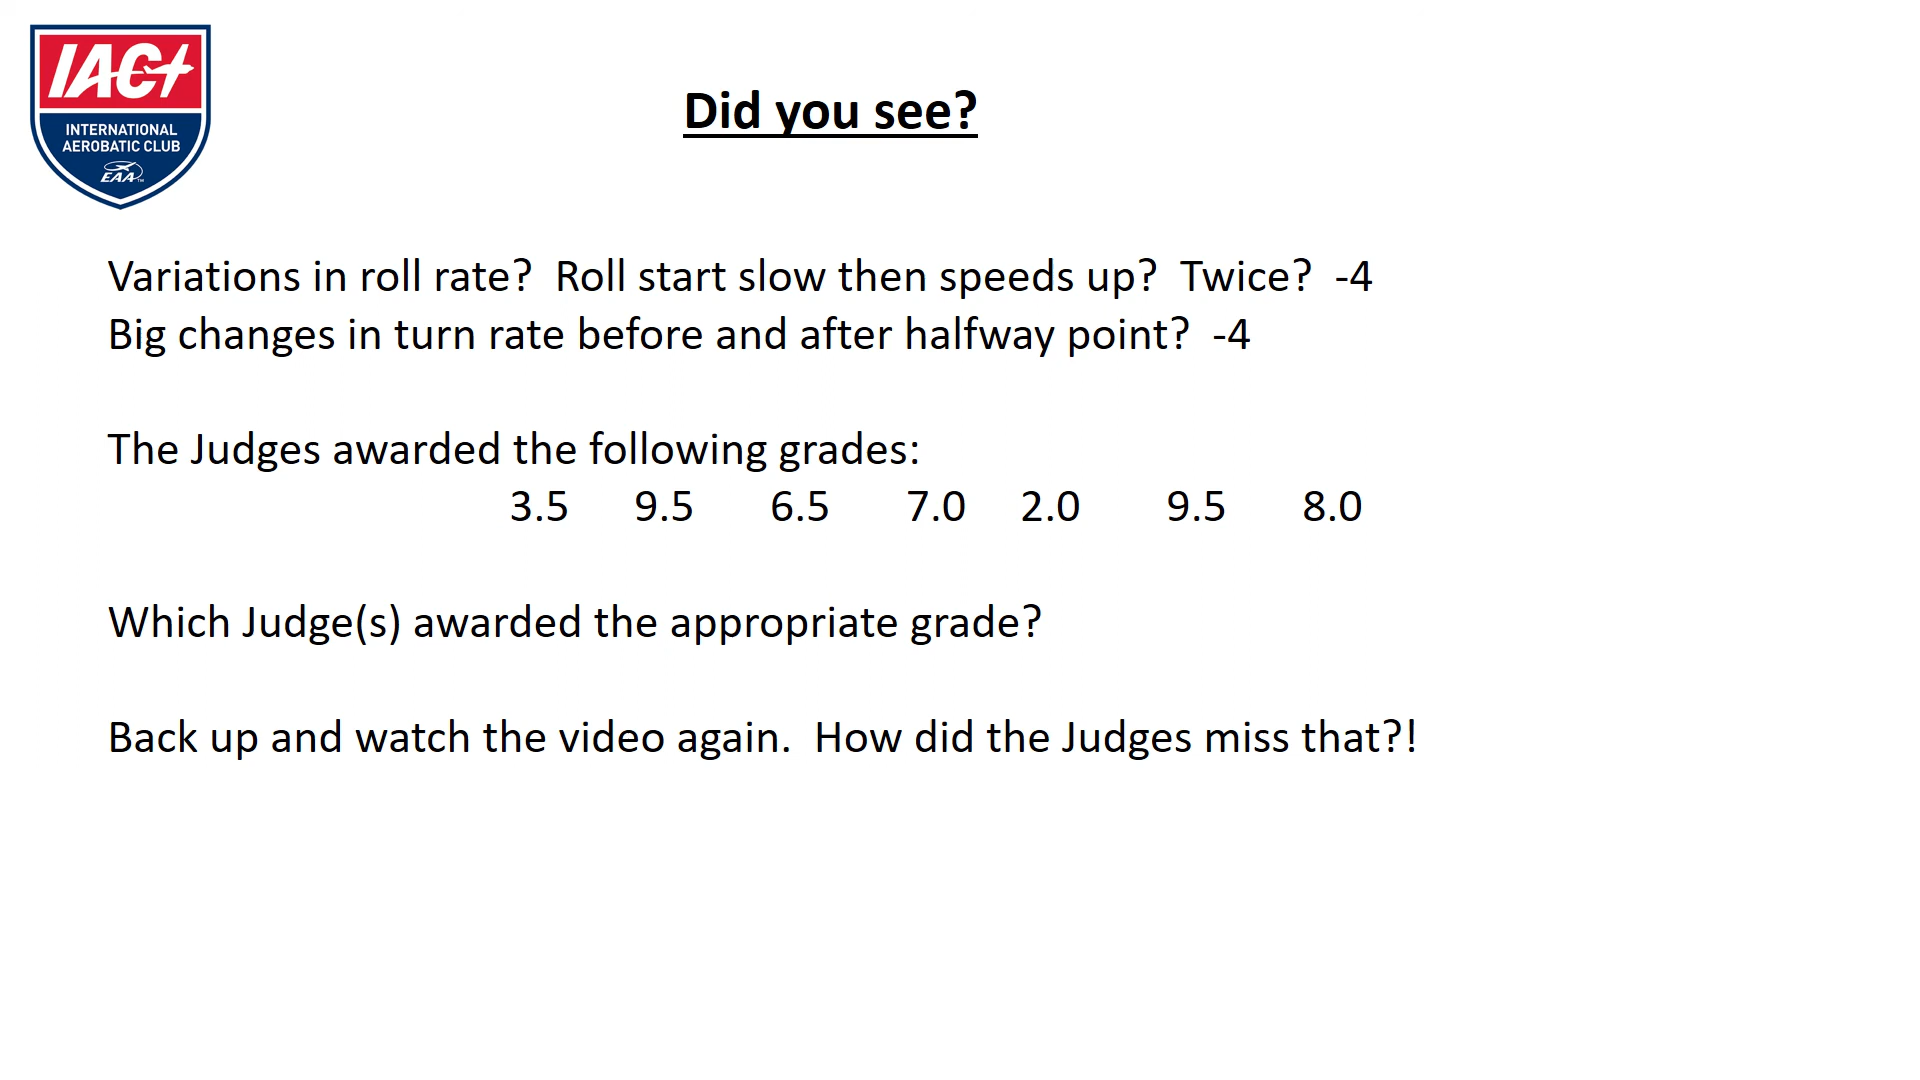 IAC
INTERNATIONAL
AEROBATIC CLUB
EAA
Did you see?
Variations in roll rate?  Roll start slow then speeds up?  Twice?  -4
Big changes in turn rate before and after halfway point?  -4
The Judges awarded the following grades:
3.5 9.5 6.5 7.0 2.0 9.5 8.0
Which Judge(s) awarded the appropriate grade?
Back up and watch the video again.  How did the Judges miss that?!